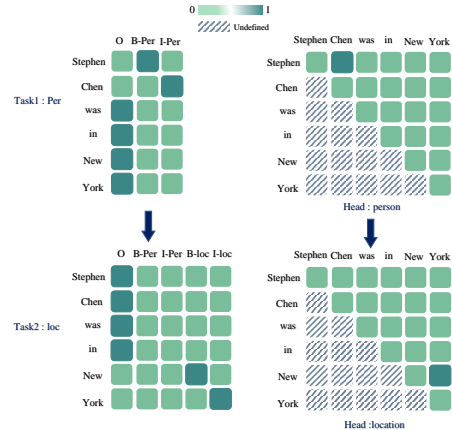 0 1
Undefined
O B-Per I-Per
Stephen
Chen
was
in
New
York
Task1 : Per
Stephen Chen was in New York
Stephen
Chen
was
in
New
York
Head : person
O B-Per I-Per B-loc I-loc
Stephen
Chen
was
in
New
York
Task2 : loc
Stephen Chen was in New York
Stephen
Chen
was
in
New
York
Head :location